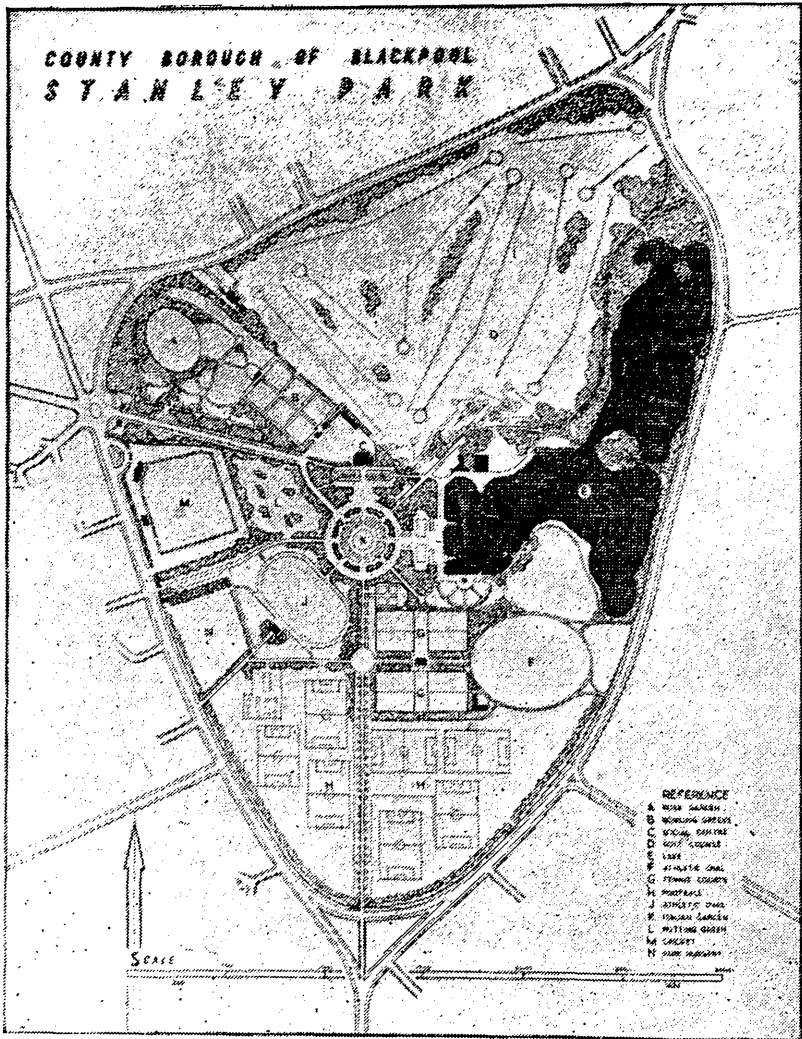 COUNTY BOROUGH OF BLACKPOOL
STANLEY PARK
A
B
C
D
E
M
K
J
N
G
F
G
H
H
REFERENCE
A ROSE GARDEN
B BOWLING GREENS
C SOCIAL CENTRE
D GOLF COURSE
E LAKE
F ATHLETIC OVAL
G TENNIS COURTS
H FOOTBALL
J ATHLETIC OVAL
K ITALIAN GARDEN
L PUTTING GREEN
M CRICKET
N
SCALE